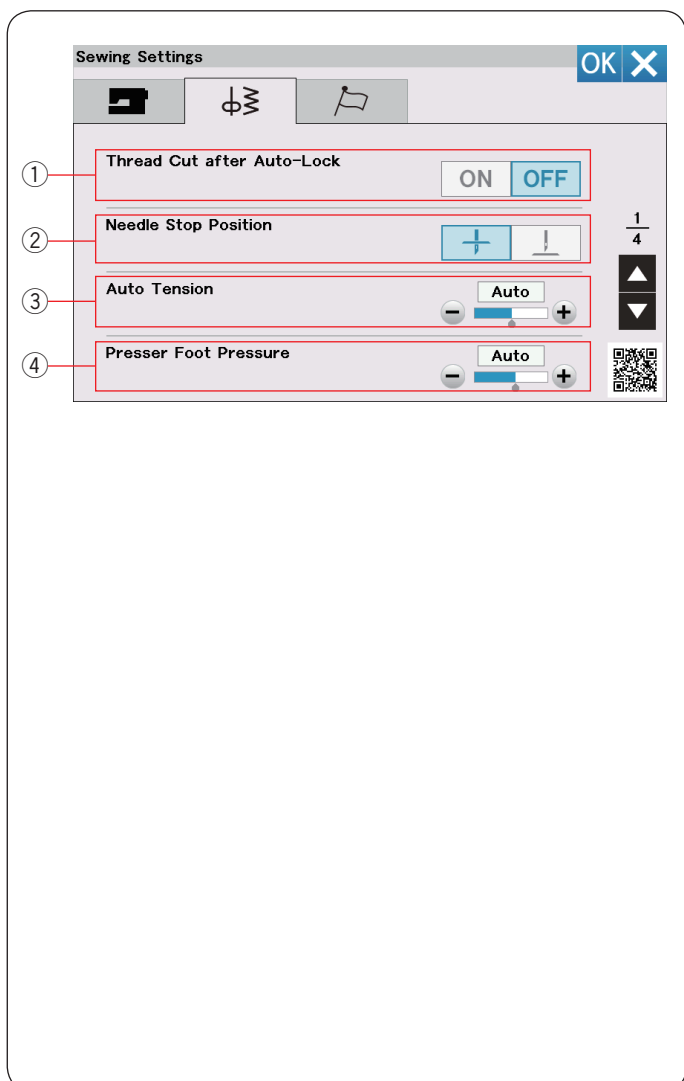 Sewing Settings
OK
① Thread Cut after Auto-Lock
ON OFF
② Needle Stop Position
1
4
③ Auto Tension
Auto
④ Presser Foot Pressure
Auto